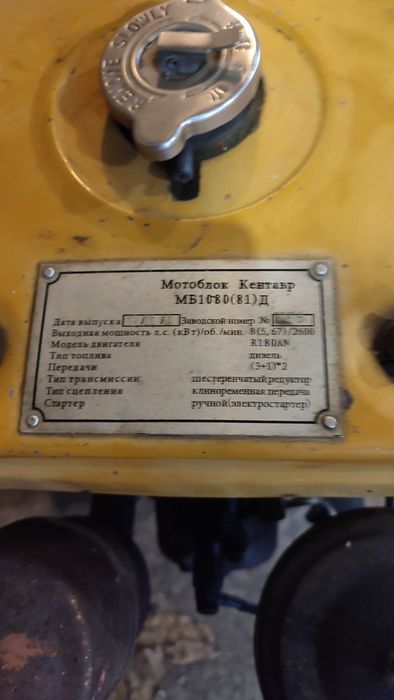 REMOVE SLOWLY
Мотоблок Кентавр
МБ1080(81)Д
Дата выпуска Заводской номер №
Выходная мощность л.с. (кВт)/об./мин. 8(5,67)/2600
Модель двигателя R180AN
Тип топлива дизель
Передачи (3+1)*2
Тип трансмиссии шестеренчатый редуктор
Тип сцепления клиноременная передача
Стартер ручной(электростартер)